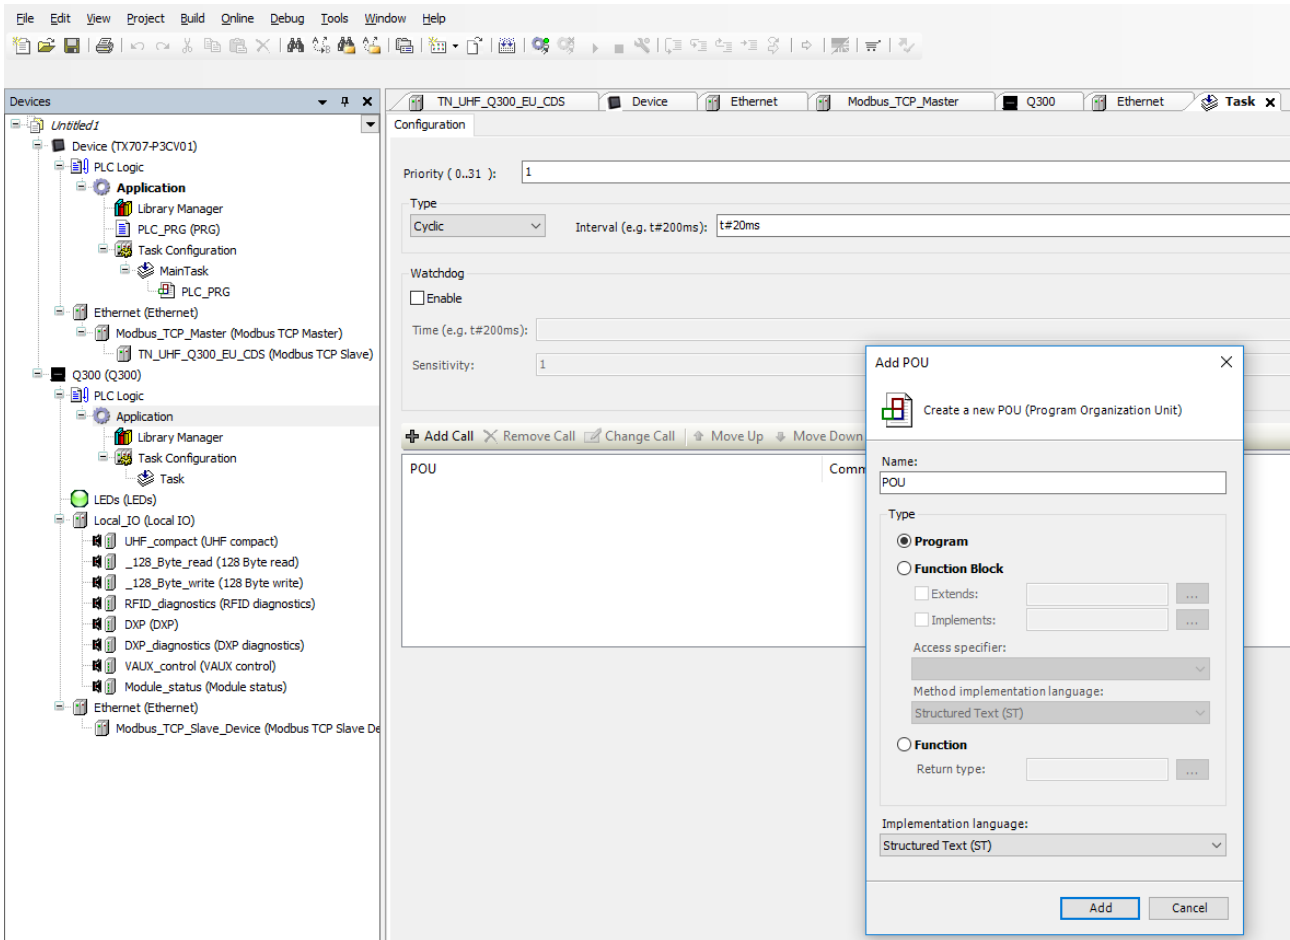 File Edit View Project Build Online Debug Tools Window Help
Devices
Untitled1
Device (TX707-P3CV01)
PLC Logic
Application
Library Manager
PLC_PRG (PRG)
Task Configuration
MainTask
PLC_PRG
Ethernet (Ethernet)
Modbus_TCP_Master (Modbus TCP Master)
TN_UHF_Q300_EU_CDS (Modbus TCP Slave)
Q300 (Q300)
PLC Logic
Application
Library Manager
Task Configuration
Task
LEDs (LEDs)
Local_IO (Local IO)
UHF_compact (UHF compact)
_128_Byte_read (128 Byte read)
_128_Byte_write (128 Byte write)
RFID_diagnostics (RFID diagnostics)
DXP (DXP)
DXP_diagnostics (DXP diagnostics)
VAUX_control (VAUX control)
Module_status (Module status)
Ethernet (Ethernet)
Modbus_TCP_Slave_Device (Modbus TCP Slave De
TN_UHF_Q300_EU_CDS Device Ethernet Modbus_TCP_Master Q300 Ethernet Task
Configuration
Priority ( 0..31 ): 1
Type
Cyclic Interval (e.g. t#200ms): t#20ms
Watchdog
Enable
Time (e.g. t#200ms):
Sensitivity: 1
Add Call Remove Call Change Call Move Up Move Down
POU Comm
Add POU
Create a new POU (Program Organization Unit)
Name:
POU
Type
Program
Function Block
Extends: ...
Implements: ...
Access specifier:
Method implementation language:
Structured Text (ST)
Function
Return type: ...
Implementation language:
Structured Text (ST)
Add Cancel